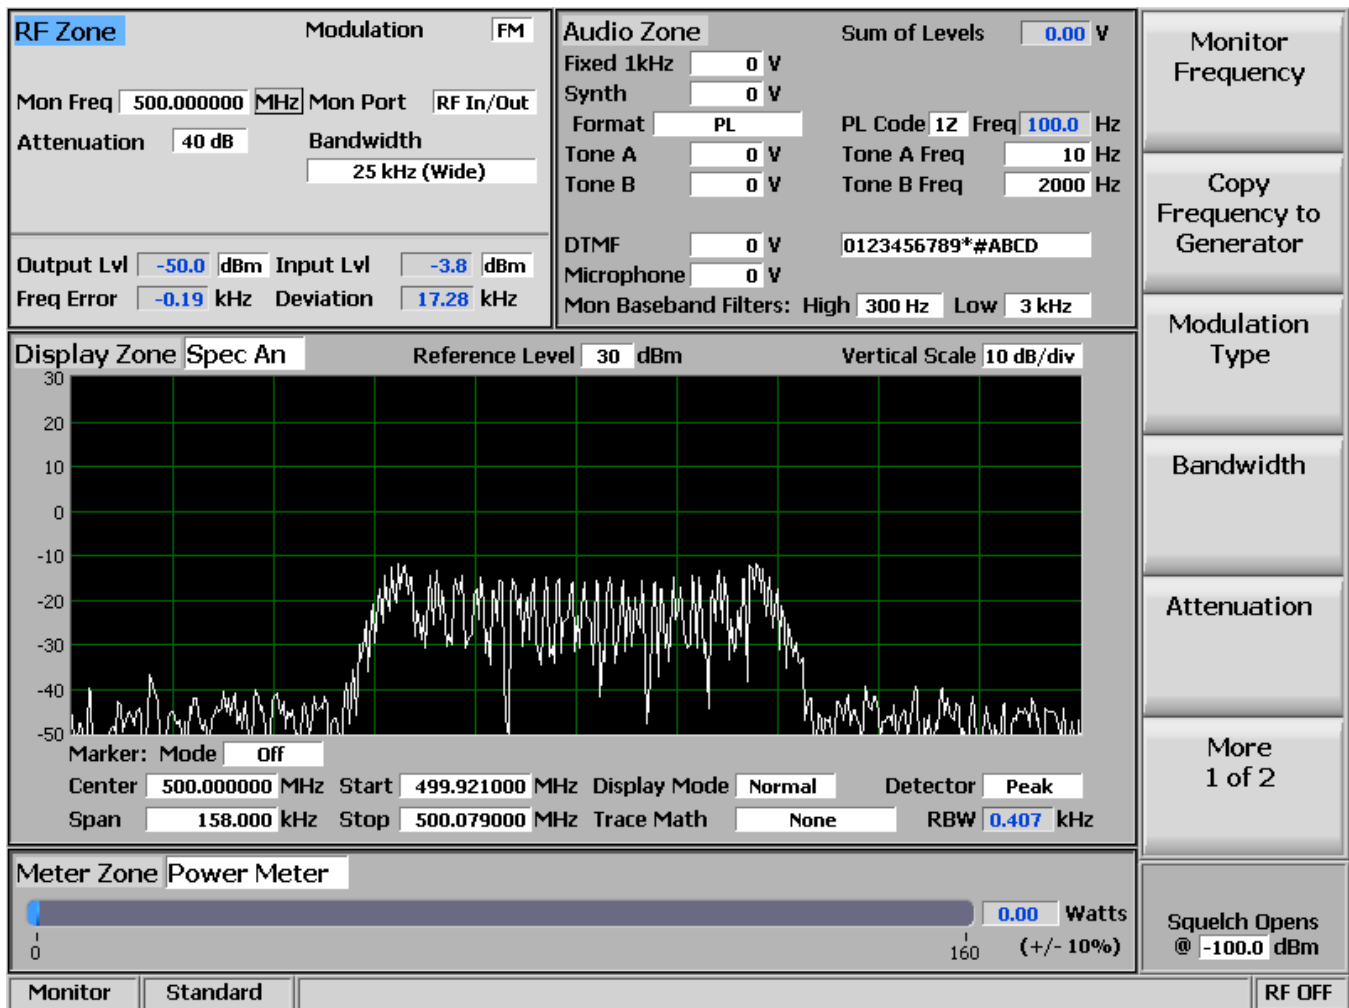 RF Zone Modulation FM
Mon Freq 500.000000 MHz Mon Port RF In/Out
Attenuation 40 dB Bandwidth
25 kHz (Wide)
Output Lvl -50.0 dBm Input Lvl -3.8 dBm
Freq Error -0.19 kHz Deviation 17.28 kHz
Audio Zone Sum of Levels 0.00 V
Fixed 1kHz 0 V
Synth 0 V
Format PL PL Code 1Z Freq 100.0 Hz
Tone A 0 V Tone A Freq 10 Hz
Tone B 0 V Tone B Freq 2000 Hz
DTMF 0 V 0123456789*#ABCD
Microphone 0 V
Mon Baseband Filters: High 300 Hz Low 3 kHz
Display Zone Spec An Reference Level 30 dBm Vertical Scale 10 dB/div
30
20
10
0
-10
-20
-30
-40
-50
Marker: Mode Off
Center 500.000000 MHz Start 499.921000 MHz Display Mode Normal Detector Peak
Span 158.000 kHz Stop 500.079000 MHz Trace Math None RBW 0.407 kHz
Meter Zone Power Meter
0.00 Watts
0 160 (+/- 10%)
Monitor
Frequency
Copy
Frequency to
Generator
Modulation
Type
Bandwidth
Attenuation
More
1 of 2
Squelch Opens
@ -100.0 dBm
Monitor Standard RF OFF